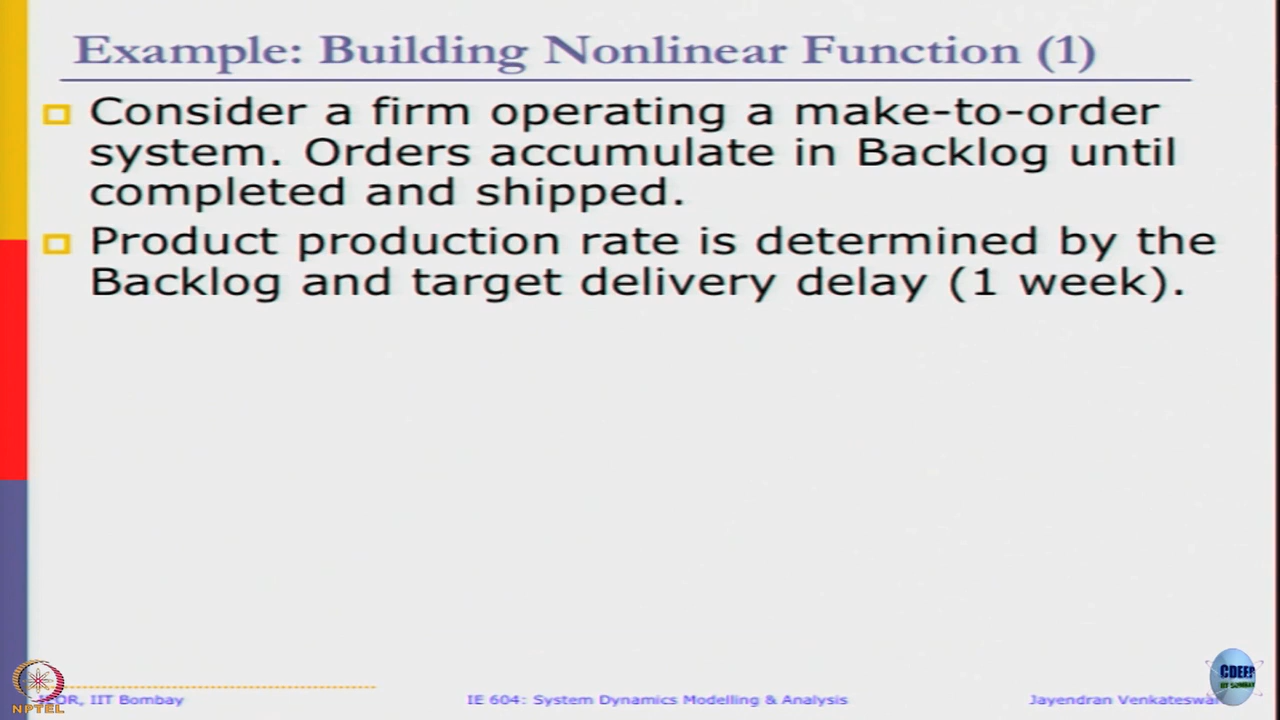 Example: Building Nonlinear Function (1)
Consider a firm operating a make-to-order
system. Orders accumulate in Backlog until
completed and shipped.
Product production rate is determined by the
Backlog and target delivery delay (1 week).
IIT Bombay
IE 604: System Dynamics Modelling & Analysis
Jayendran
NPTEL
CDEEP
IIT BOMBAY